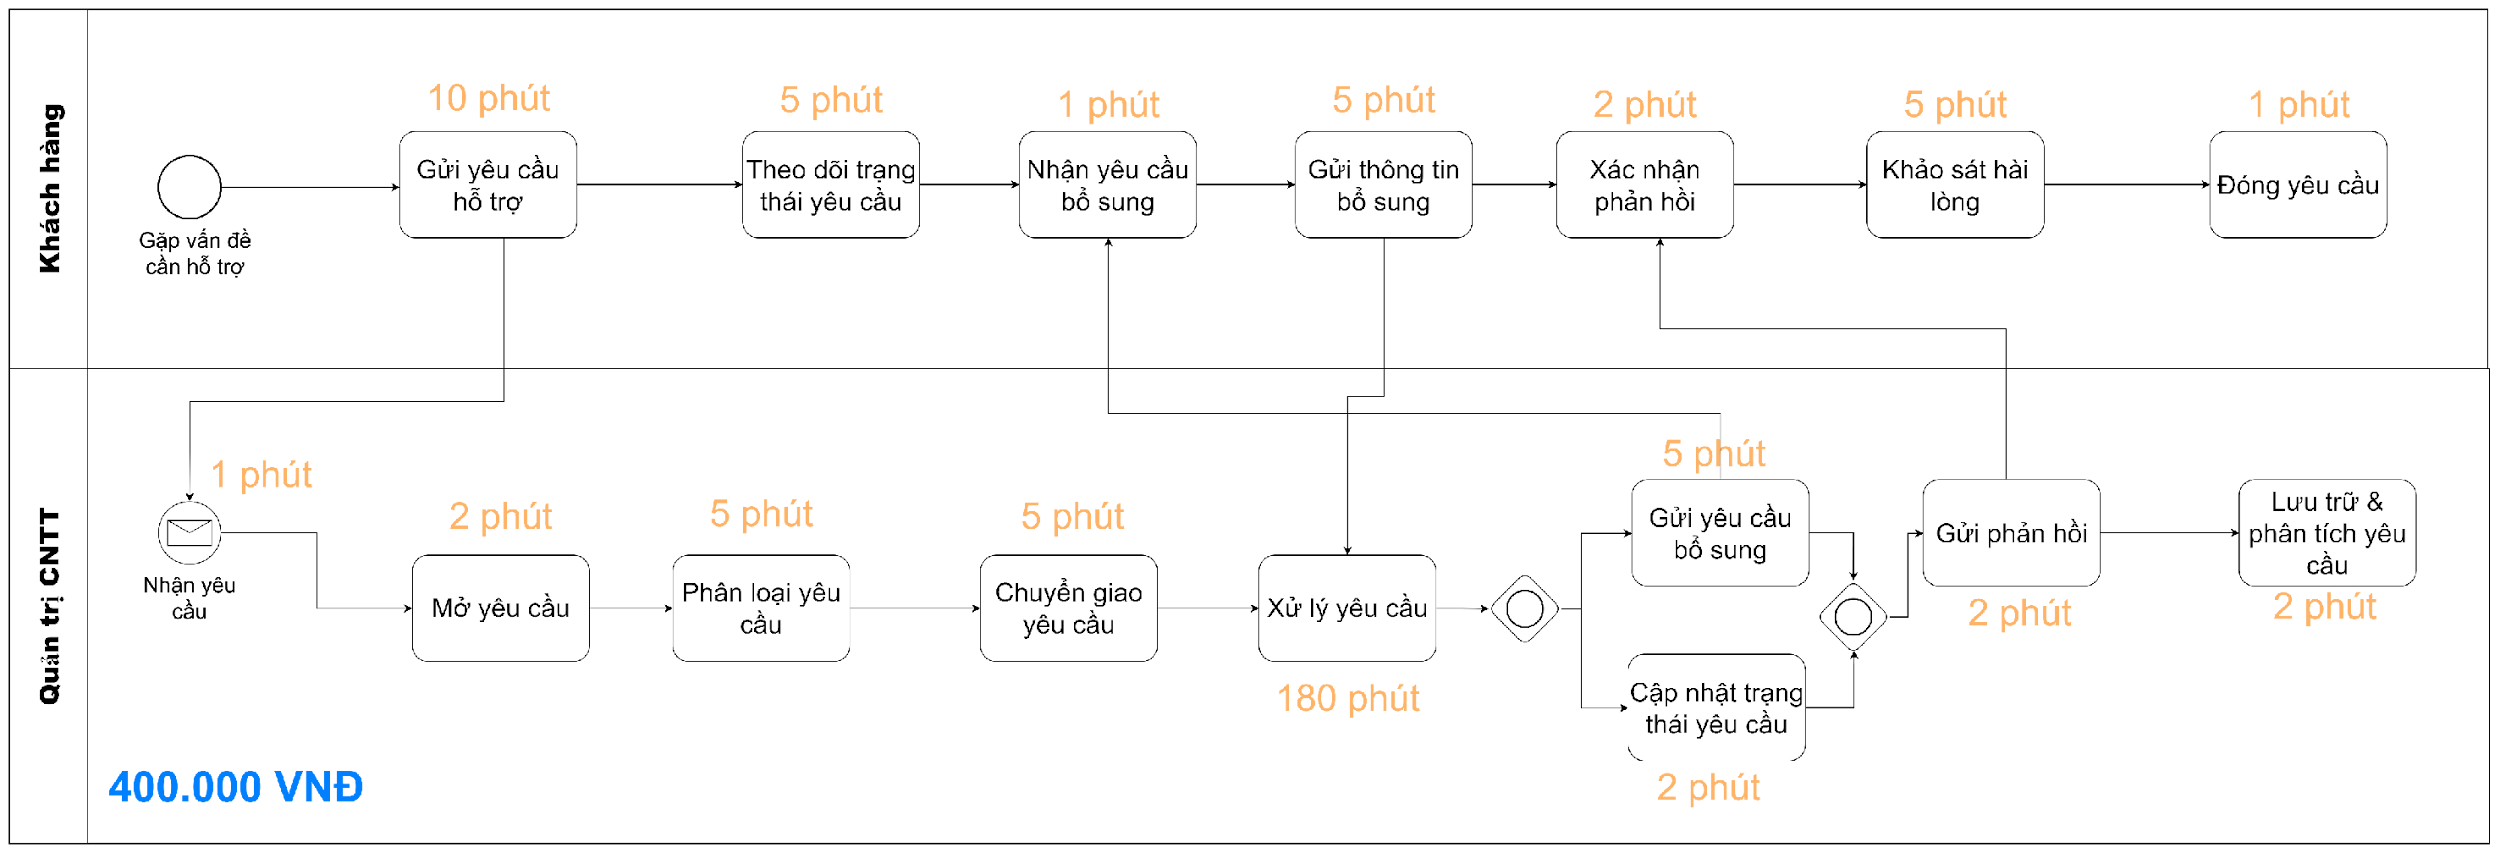 Khách hàng
10 phút
5 phút
1 phút
5 phút
2 phút
5 phút
1 phút
Gặp vấn đề
cần hỗ trợ
Gửi yêu cầu
hỗ trợ
Theo dõi trạng
thái yêu cầu
Nhận yêu cầu
bổ sung
Gửi thông tin
bổ sung
Xác nhận
phản hồi
Khảo sát hài
lòng
Đóng yêu cầu
Quản trị CNTT
1 phút
Nhận yêu
cầu
2 phút
Mở yêu cầu
5 phút
Phân loại yêu
cầu
5 phút
Chuyển giao
yêu cầu
Xử lý yêu cầu
180 phút
5 phút
Gửi yêu cầu
bổ sung
Cập nhật trạng
thái yêu cầu
2 phút
Gửi phản hồi
2 phút
Lưu trữ &
phân tích yêu
cầu
2 phút
400.000 VNĐ